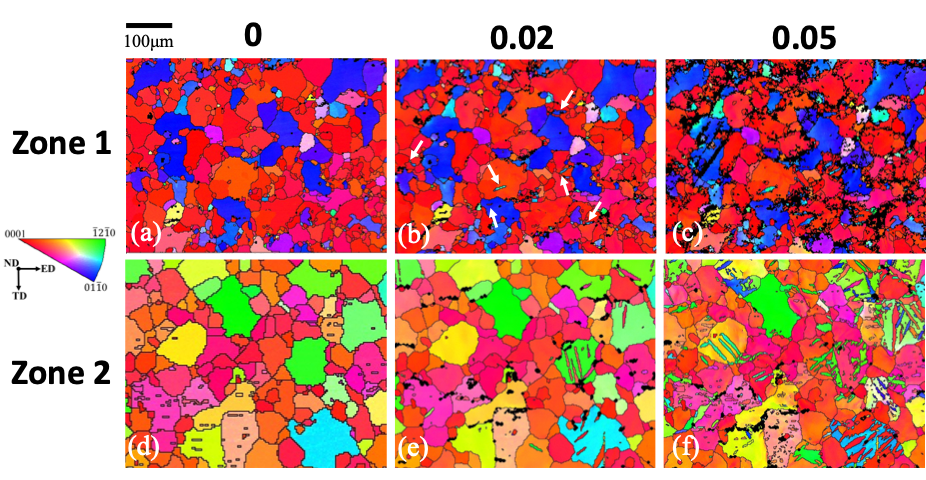 0 0.02 0.05
100μm
Zone 1
(a) (b) (c)
0001 1̅21̅0
ND ED
TD
011̅0
Zone 2
(d) (e) (f)